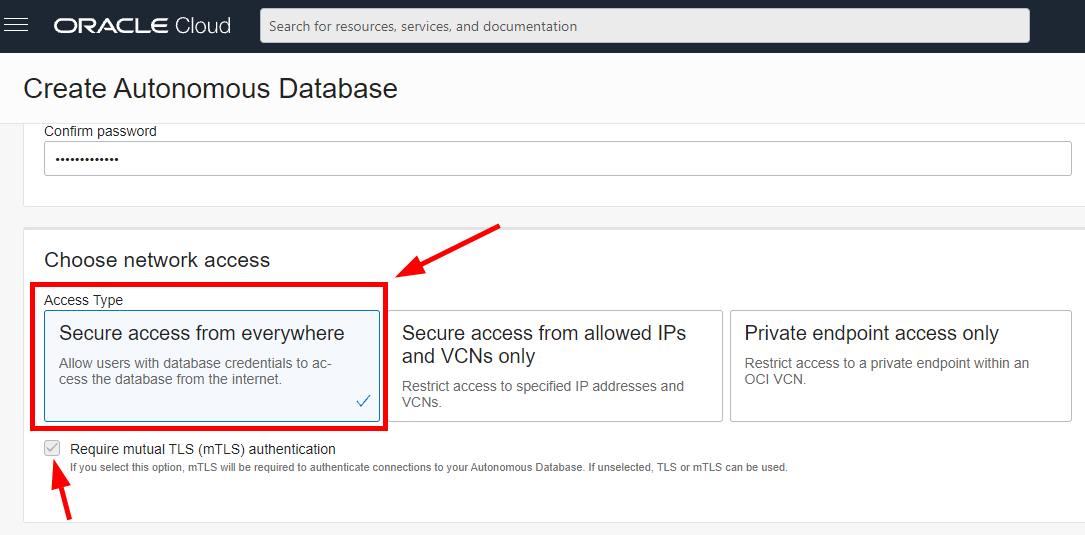 ORACLE Cloud
Search for resources, services, and documentation
Create Autonomous Database
Confirm password
•••••••••••••
Choose network access
Access Type
Secure access from everywhere
Allow users with database credentials to ac-
cess the database from the internet.
Secure access from allowed IPs
and VCNs only
Restrict access to specified IP addresses and
VCNs.
Private endpoint access only
Restrict access to a private endpoint within an
OCI VCN.
Require mutual TLS (mTLS) authentication
If you select this option, mTLS will be required to authenticate connections to your Autonomous Database. If unselected, TLS or mTLS can be used.